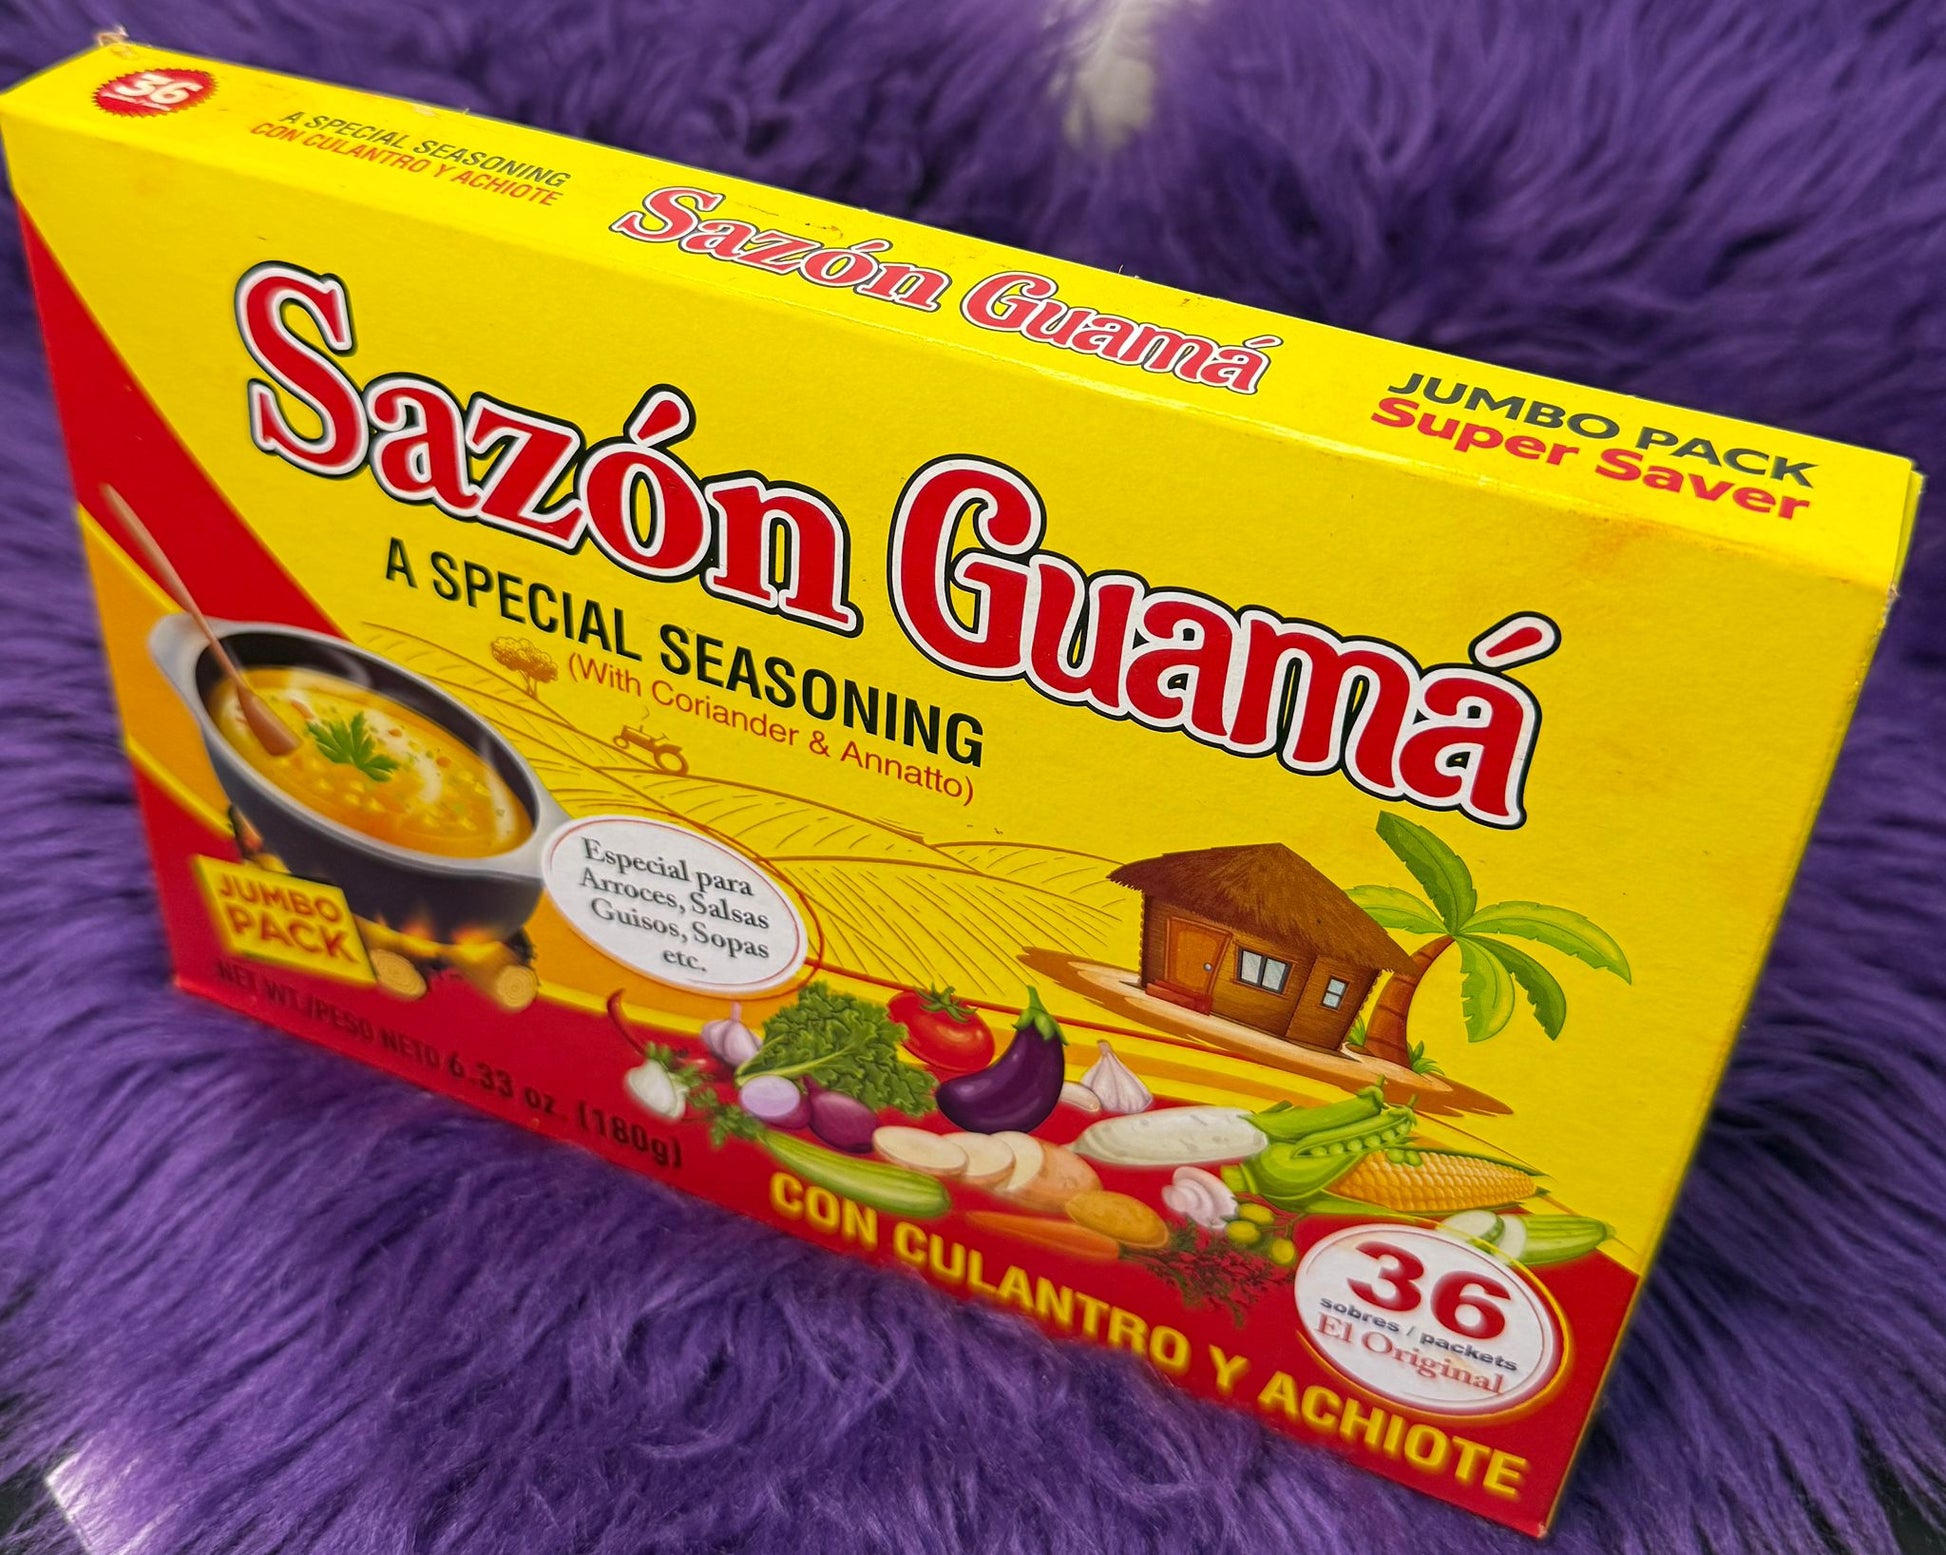 36
A SPECIAL SEASONING
CON CULANTRO Y ACHIOTE
Sazón Guamá
JUMBO PACK
Super Saver
Sazón Guamá
A SPECIAL SEASONING
(With Coriander & Annatto)
Especial para
Arroces, Salsas
Guisos, Sopas
etc.
JUMBO
PACK
NET WT./PESO NETO 6.33 oz. (180g)
CON CULANTRO Y ACHIOTE
36
sobres / packets
El Original